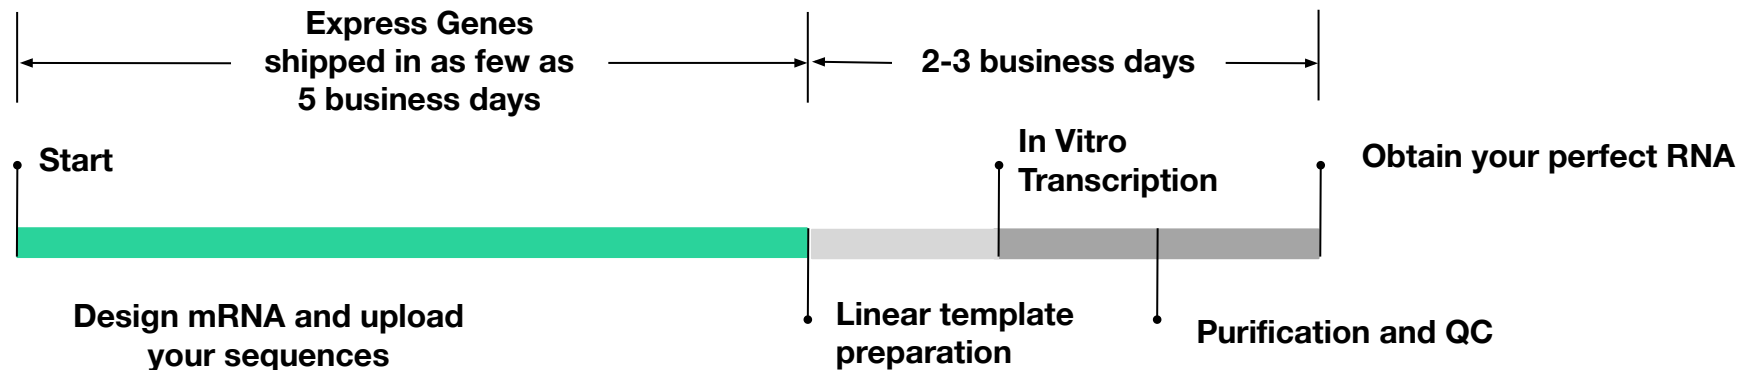 Express Genes
shipped in as few as
5 business days
2-3 business days
Start
In Vitro
Transcription
Obtain your perfect RNA
Design mRNA and upload
your sequences
Linear template
preparation
Purification and QC